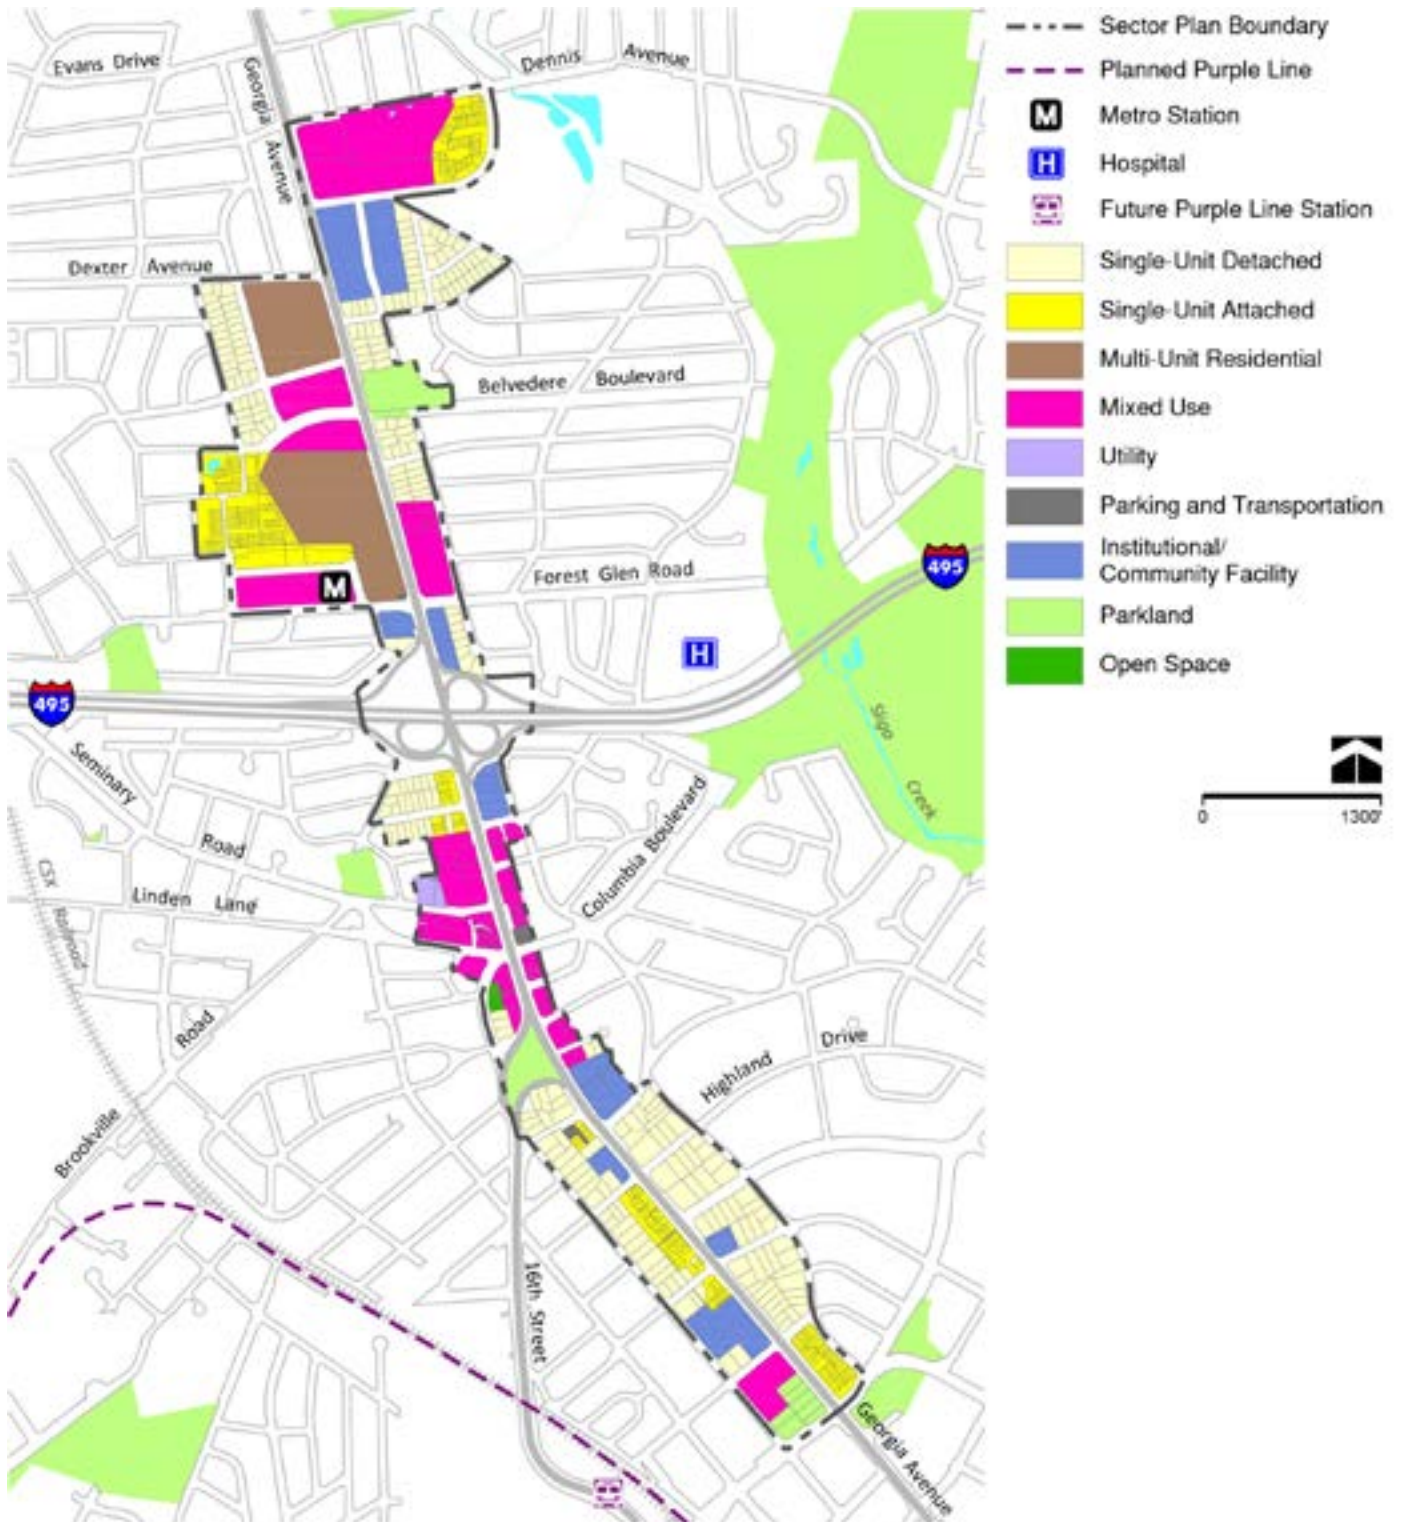 Evans Drive
Georgia Avenue
Dennis Avenue
Dexter Avenue
Belvedere Boulevard
Forest Glen Road
M
H
495
495
Sligo Creek
Seminary Road
Columbia Boulevard
Linden Lane
CSX Railroad
Brookville Road
Highland Drive
16th Street
Georgia Avenue
Sector Plan Boundary
Planned Purple Line
M
Metro Station
H
Hospital
Future Purple Line Station
Single-Unit Detached
Single-Unit Attached
Multi-Unit Residential
Mixed Use
Utility
Parking and Transportation
Institutional/
Community Facility
Parkland
Open Space
0 1300'